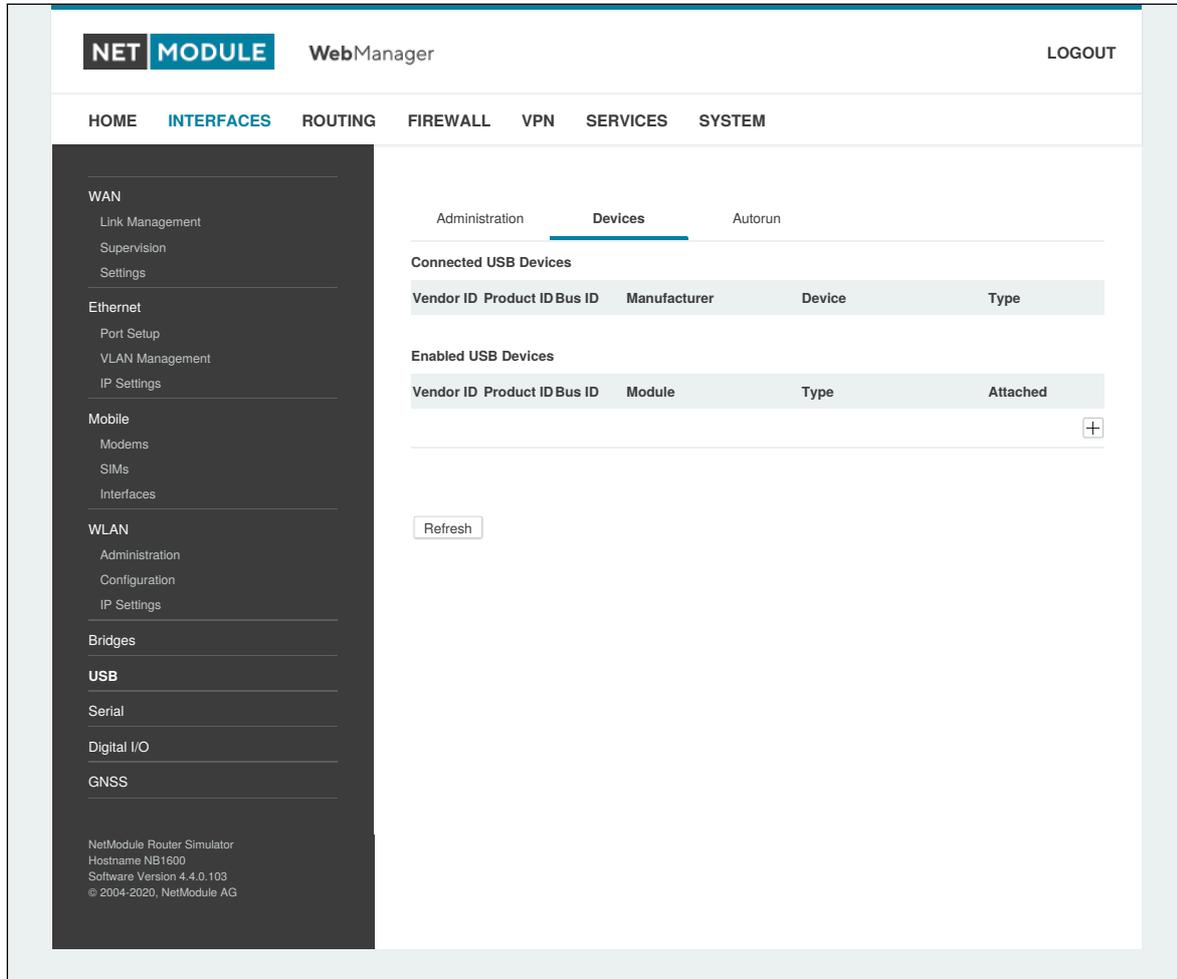 NET MODULE WebManager LOGOUT
HOME INTERFACES ROUTING FIREWALL VPN SERVICES SYSTEM
WAN
Link Management
Supervision
Settings
Ethernet
Port Setup
VLAN Management
IP Settings
Mobile
Modems
SIMs
Interfaces
WLAN
Administration
Configuration
IP Settings
Bridges
USB
Serial
Digital I/O
GNSS
NetModule Router Simulator
Hostname NB1600
Software Version 4.4.0.103
© 2004-2020, NetModule AG
Administration Devices Autorun
Connected USB Devices
Vendor ID Product ID Bus ID Manufacturer Device Type
Enabled USB Devices
Vendor ID Product ID Bus ID Module Type Attached
Refresh